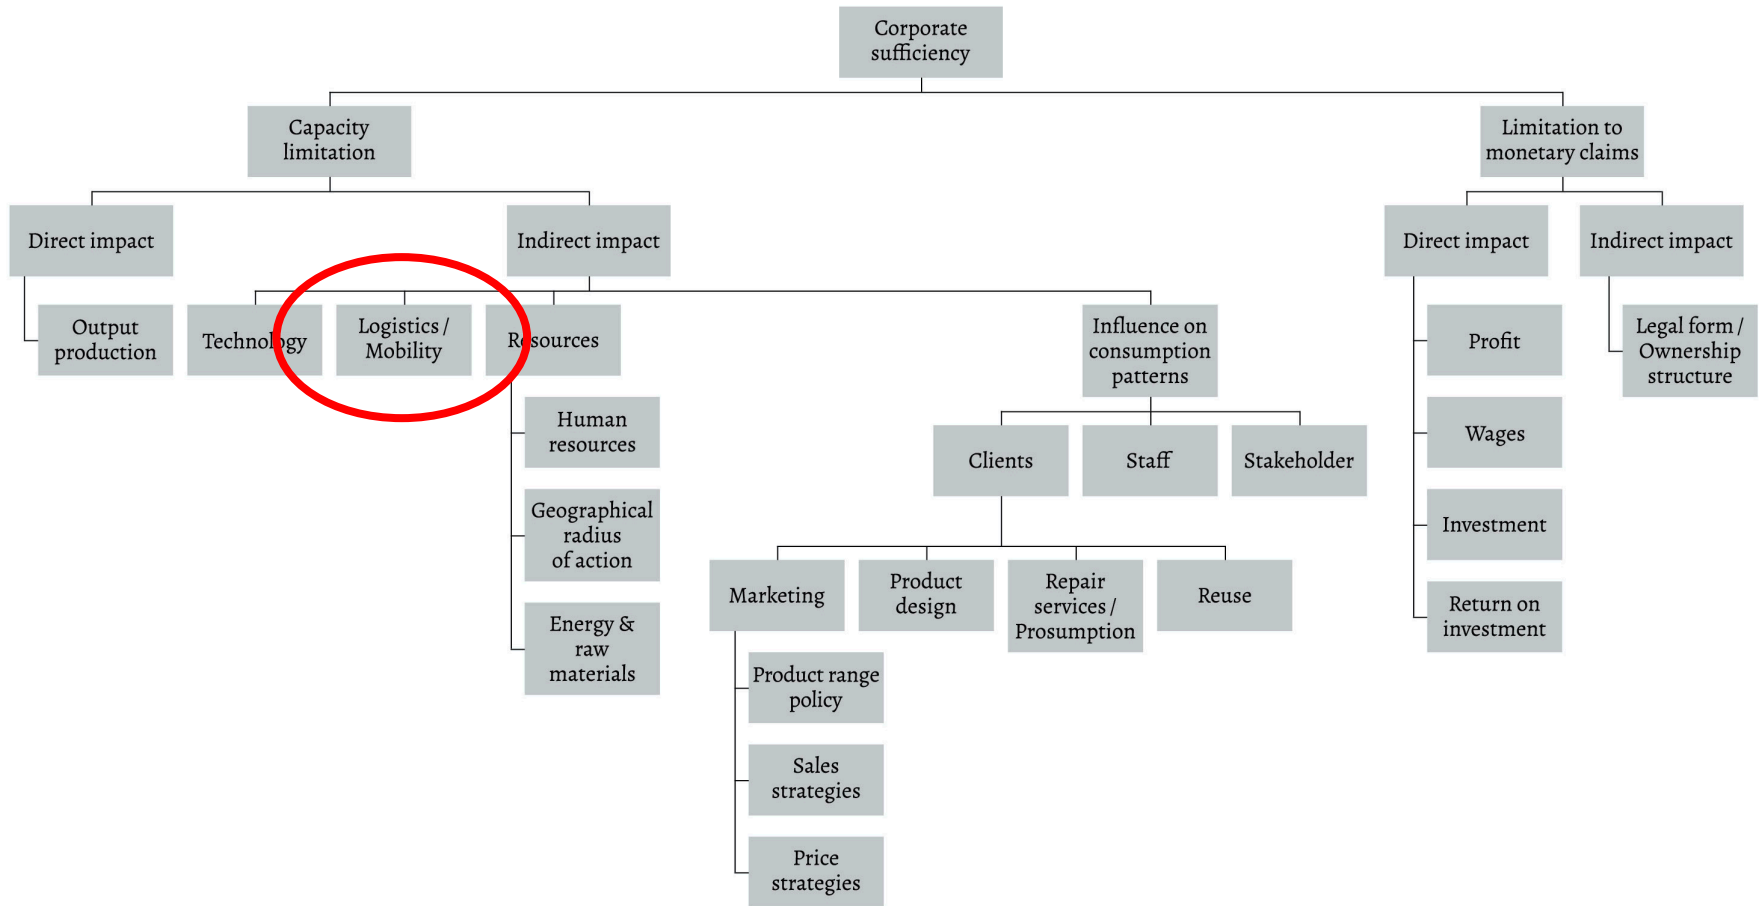 Corporate
sufficiency
Capacity
limitation
Limitation to
monetary claims
Direct impact
Indirect impact
Direct impact
Indirect impact
Output
production
Technology
Logistics /
Mobility
Resources
Influence on
consumption
patterns
Profit
Legal form /
Ownership
structure
Human
resources
Clients
Staff
Stakeholder
Wages
Geographical
radius
of action
Investment
Marketing
Product
design
Repair
services /
Prosumption
Reuse
Return on
investment
Energy &
raw
materials
Product range
policy
Sales
strategies
Price
strategies